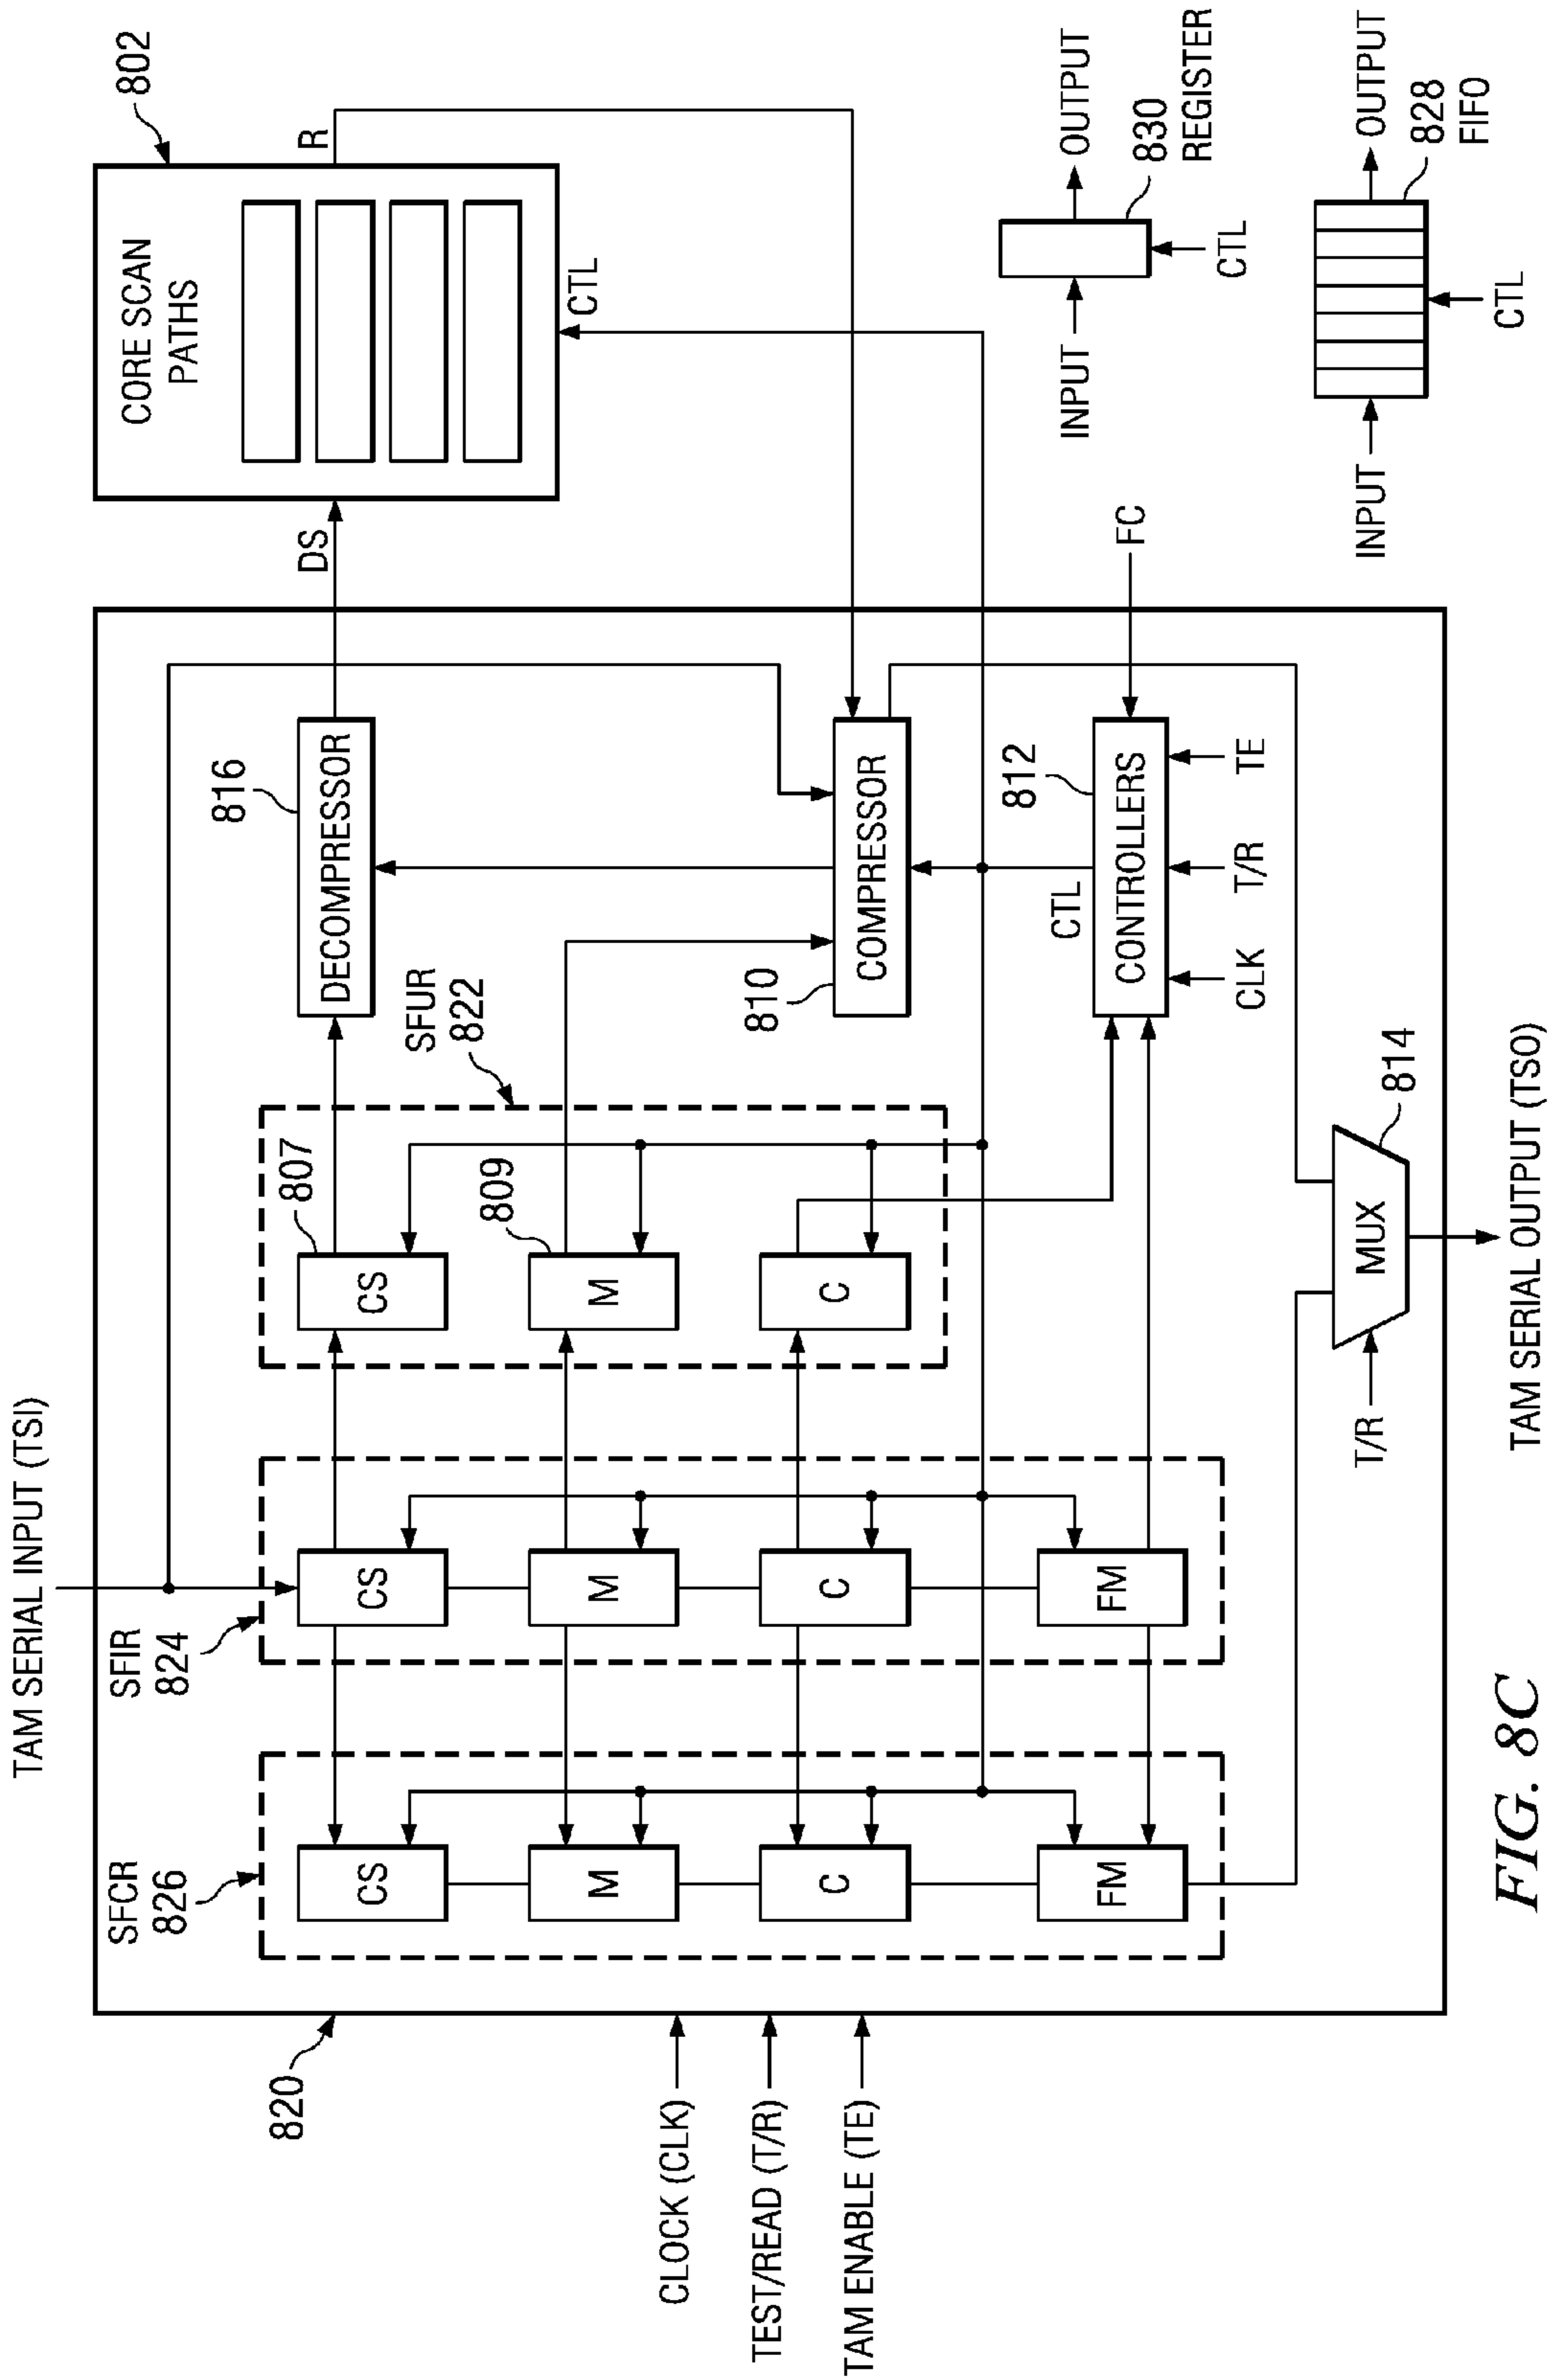 TAM SERIAL INPUT (TSI)
802
CORE SCAN
PATHS
R
DS
CTL
816
DECOMPRESSOR
SFUR
822
807
CS
809
M
C
SFIR
824
CS
M
C
FM
SFCR
826
CS
M
C
FM
820
810
COMPRESSOR
CTL
812
CONTROLLERS
FC
CLK
T/R
TE
CLOCK (CLK)
TEST/READ (T/R)
TAM ENABLE (TE)
T/R
MUX
814
TAM SERIAL OUTPUT (TSO)
INPUT
OUTPUT
CTL
830
REGISTER
INPUT
OUTPUT
CTL
828
FIFO
FIG. 8C